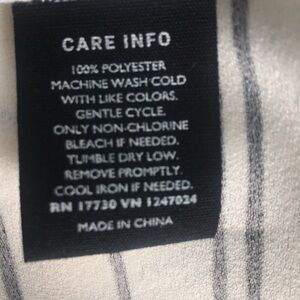 CARE INFO
100% POLYESTER
MACHINE WASH COLD
WITH LIKE COLORS.
GENTLE CYCLE.
ONLY NON-CHLORINE
BLEACH IF NEEDED.
TUMBLE DRY LOW.
REMOVE PROMPTLY.
COOL IRON IF NEEDED.
RN 17730 VN 1247024
MADE IN CHINA